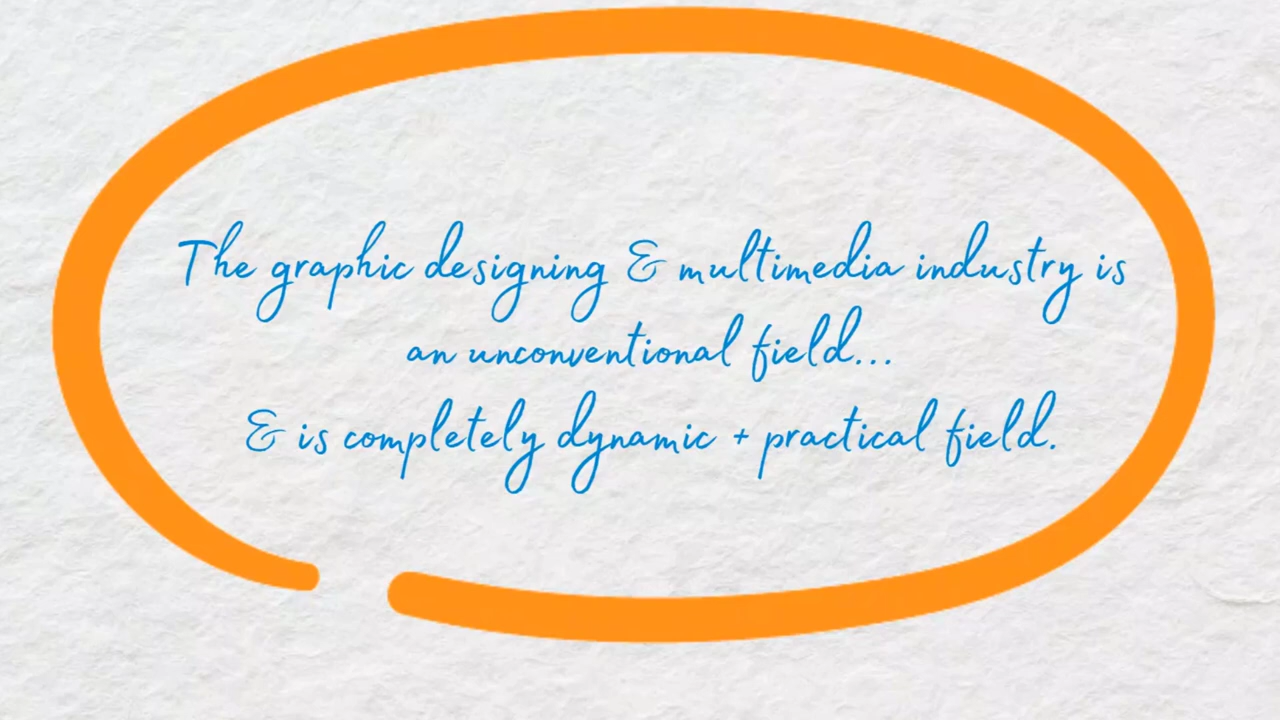 The graphic designing & multimedia industry is
an unconventional field...
& is completely dynamic + practical field.